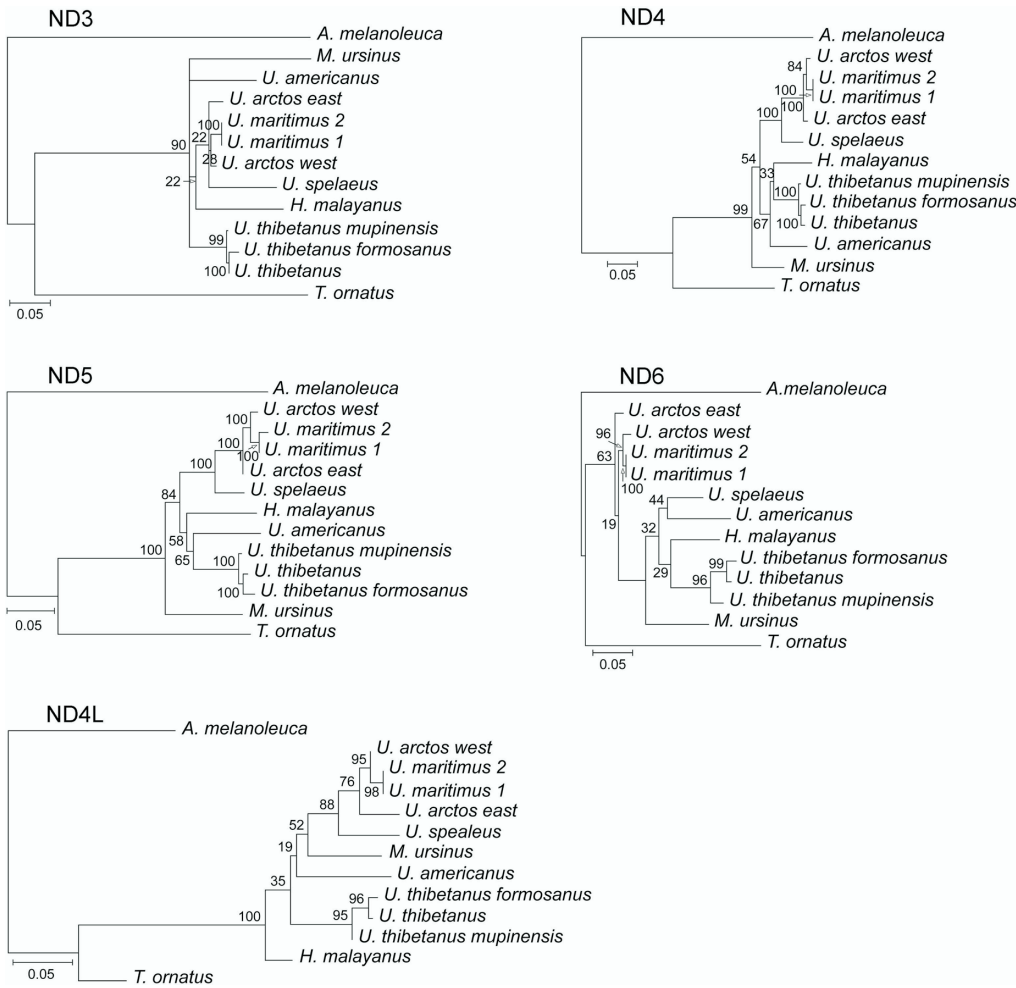 ND3
A. melanoleuca
M. ursinus
U. americanus
U. arctos east
100
U. maritimus 2
22
U. maritimus 1
90
28
U. arctos west
22
U. spelaeus
H. malayanus
U. thibetanus mupinensis
99
U. thibetanus formosanus
100
U. thibetanus
T. ornatus
0.05
ND4
A. melanoleuca
U. arctos west
84
U. maritimus 2
100
U. maritimus 1
100
100
U. arctos east
U. spelaeus
54
H. malayanus
33
U. thibetanus mupinensis
100
U. thibetanus formosanus
99
67
100
U. thibetanus
U. americanus
M. ursinus
0.05
T. ornatus
ND5
A. melanoleuca
U. arctos west
100
U. maritimus 2
100
U. maritimus 1
100
U. arctos east
100
U. spelaeus
84
H. malayanus
U. americanus
58
U. thibetanus mupinensis
100
65
100
U. thibetanus
100
U. thibetanus formosanus
M. ursinus
0.05
T. ornatus
ND6
A.melanoleuca
U. arctos east
96
U. arctos west
63
U. maritimus 2
U. maritimus 1
100
44
U. spelaeus
19
32
U. americanus
H. malayanus
29
99
U. thibetanus formosanus
96
U. thibetanus
U. thibetanus mupinensis
M. ursinus
T. ornatus
0.05
ND4L
A. melanoleuca
U. arctos west
95
U. maritimus 2
76
98
U. maritimus 1
88
U. arctos east
52
U. spealeus
19
M. ursinus
U. americanus
35
96
U. thibetanus formosanus
100
95
U. thibetanus
U. thibetanus mupinensis
H. malayanus
0.05
T. ornatus